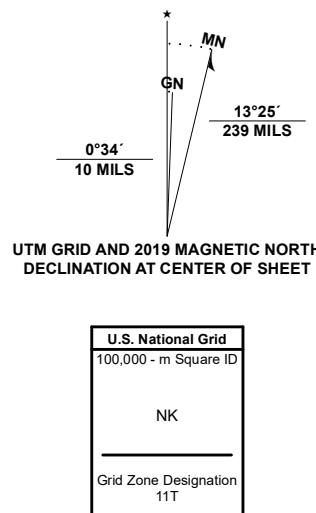 ★
MN
GN
13°25´
239 MILS
0°34´
10 MILS
UTM GRID AND 2019 MAGNETIC NORTH
DECLINATION AT CENTER OF SHEET
U.S. National Grid
100,000 - m Square ID
NK
Grid Zone Designation
11T